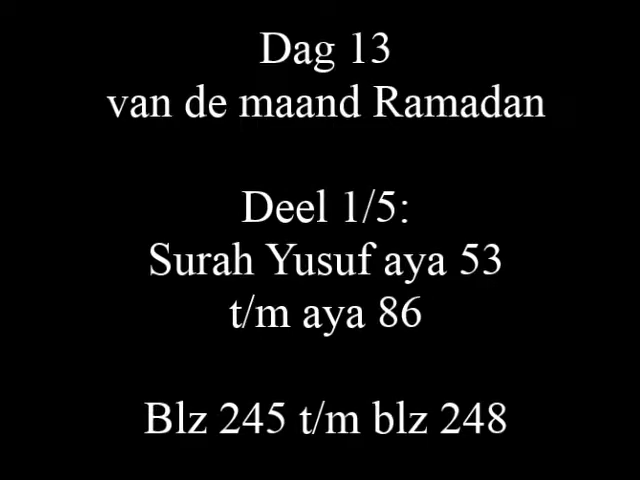 Dag 13
van de maand Ramadan
Deel 1/5:
Surah Yusuf aya 53
t/m aya 86
Blz 245 t/m blz 248